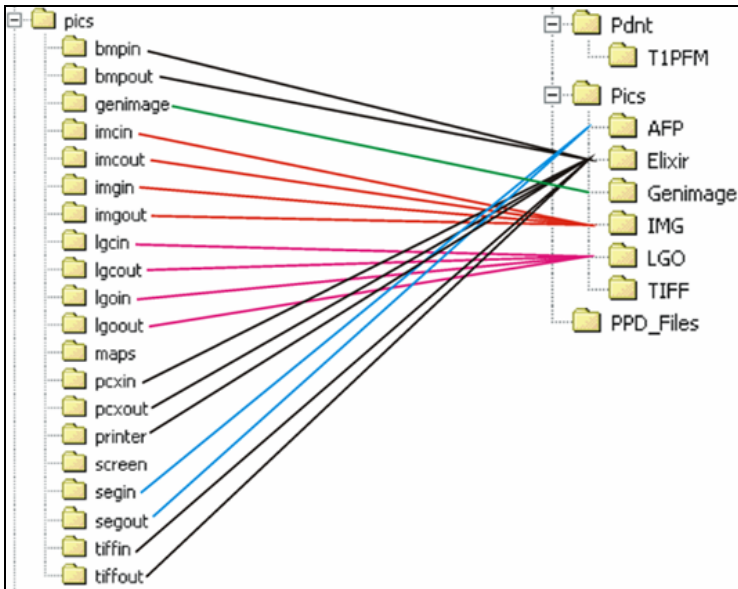 pics
bmpin
bmpout
genimage
imcin
imcout
imgin
imgout
lgcin
lgcout
lgoin
lgoout
maps
pcxin
pcxout
printer
screen
segin
segout
tiffin
tiffout
Pdnt
T1PFM
Pics
AFP
Elixir
Genimage
IMG
LGO
TIFF
PPD_Files